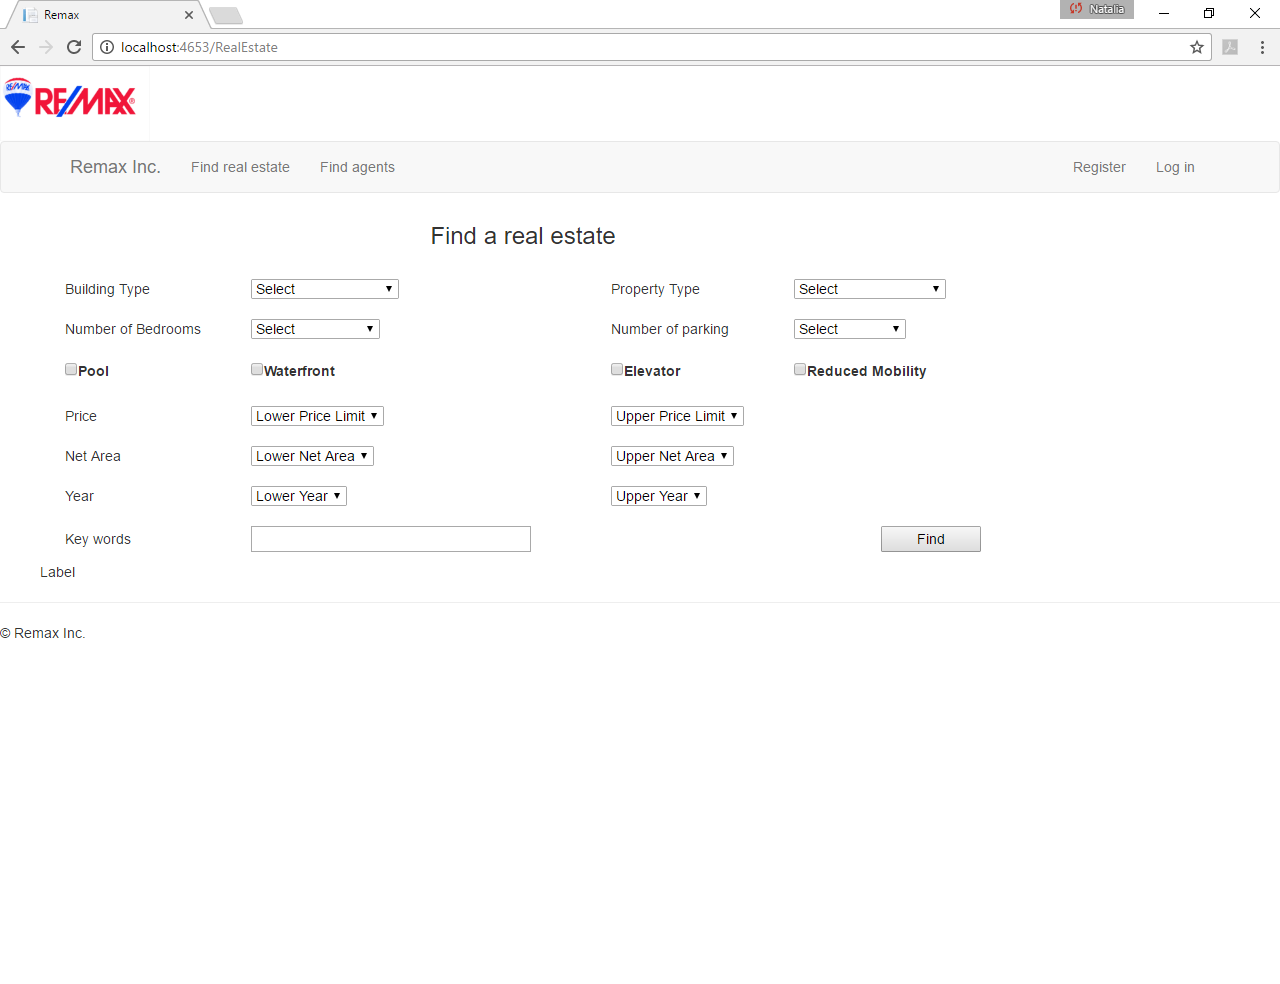 Remax
Natalia
localhost:4653/RealEstate
RE/MAX
RE/MAX®
Remax Inc. Find real estate Find agents Register Log in
Find a real estate
Building Type Select Property Type Select
Number of Bedrooms Select Number of parking Select
Pool Waterfront Elevator Reduced Mobility
Price Lower Price Limit Upper Price Limit
Net Area Lower Net Area Upper Net Area
Year Lower Year Upper Year
Key words Find
Label
© Remax Inc.